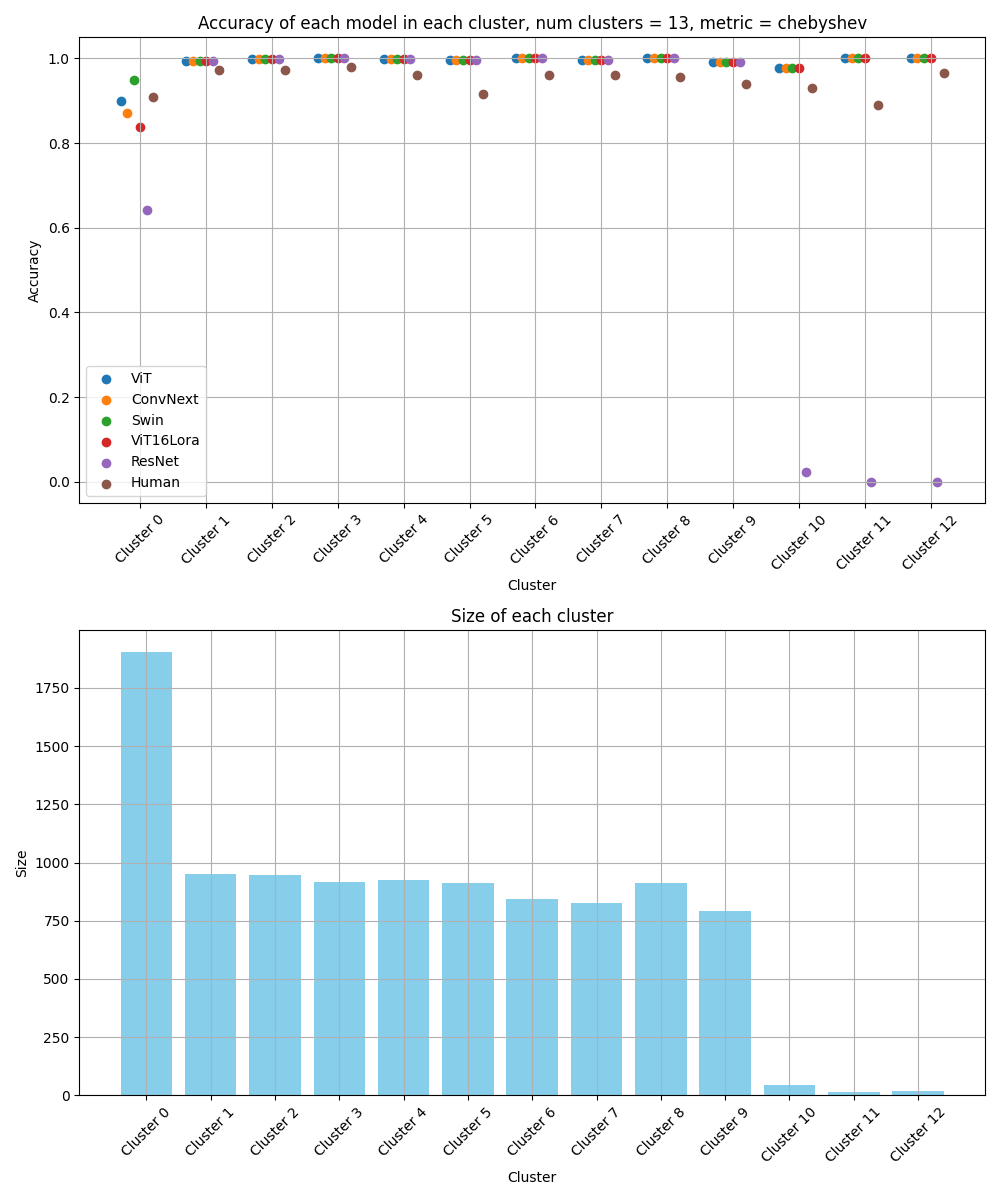 Accuracy of each model in each cluster, num clusters = 13, metric = chebyshev
1.0
0.8
0.6
0.4
0.2
0.0
Accuracy
ViT
ConvNext
Swin
ViT16Lora
ResNet
Human
Cluster 0
Cluster 1
Cluster 2
Cluster 3
Cluster 4
Cluster 5
Cluster 6
Cluster 7
Cluster 8
Cluster 9
Cluster 10
Cluster 11
Cluster 12
Cluster
Size of each cluster
1750
1500
1250
1000
750
500
250
0
Size
Cluster 0
Cluster 1
Cluster 2
Cluster 3
Cluster 4
Cluster 5
Cluster 6
Cluster 7
Cluster 8
Cluster 9
Cluster 10
Cluster 11
Cluster 12
Cluster